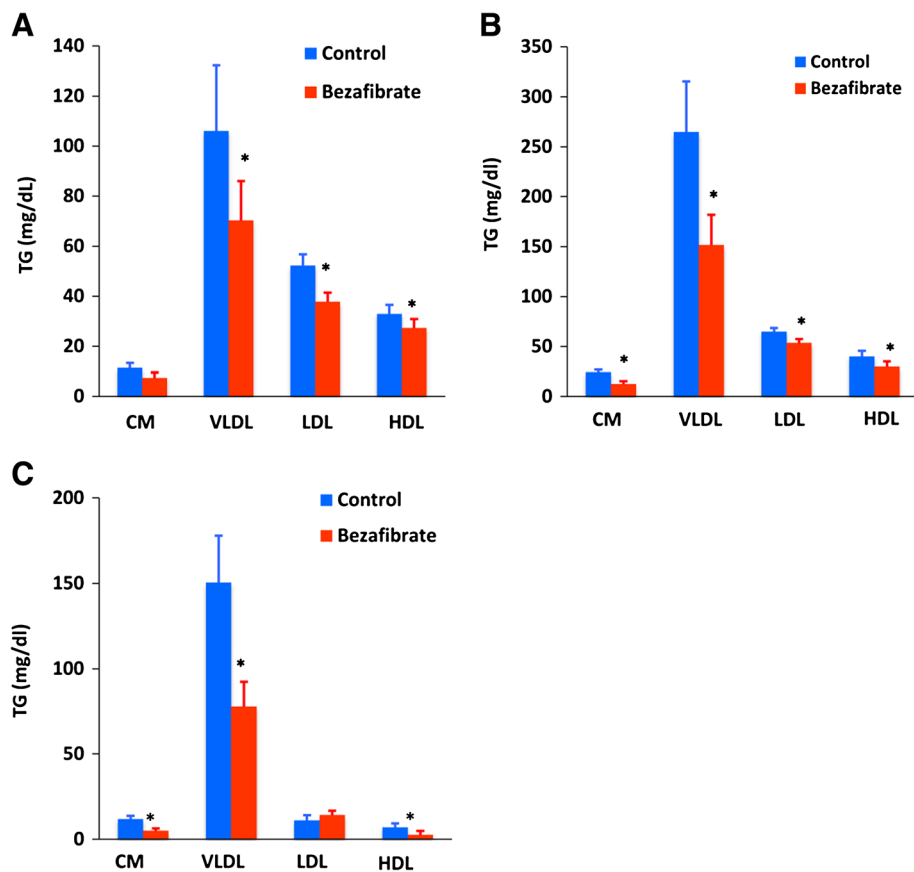 A
140
120
100
80
60
40
20
0
TG (mg/dL)
Control
Bezafibrate
*
*
*
CM VLDL LDL HDL
B
350
300
250
200
150
100
50
0
TG (mg/dl)
Control
Bezafibrate
*
*
*
*
CM VLDL LDL HDL
C
200
150
100
50
0
TG (mg/dl)
Control
Bezafibrate
*
*
*
CM VLDL LDL HDL